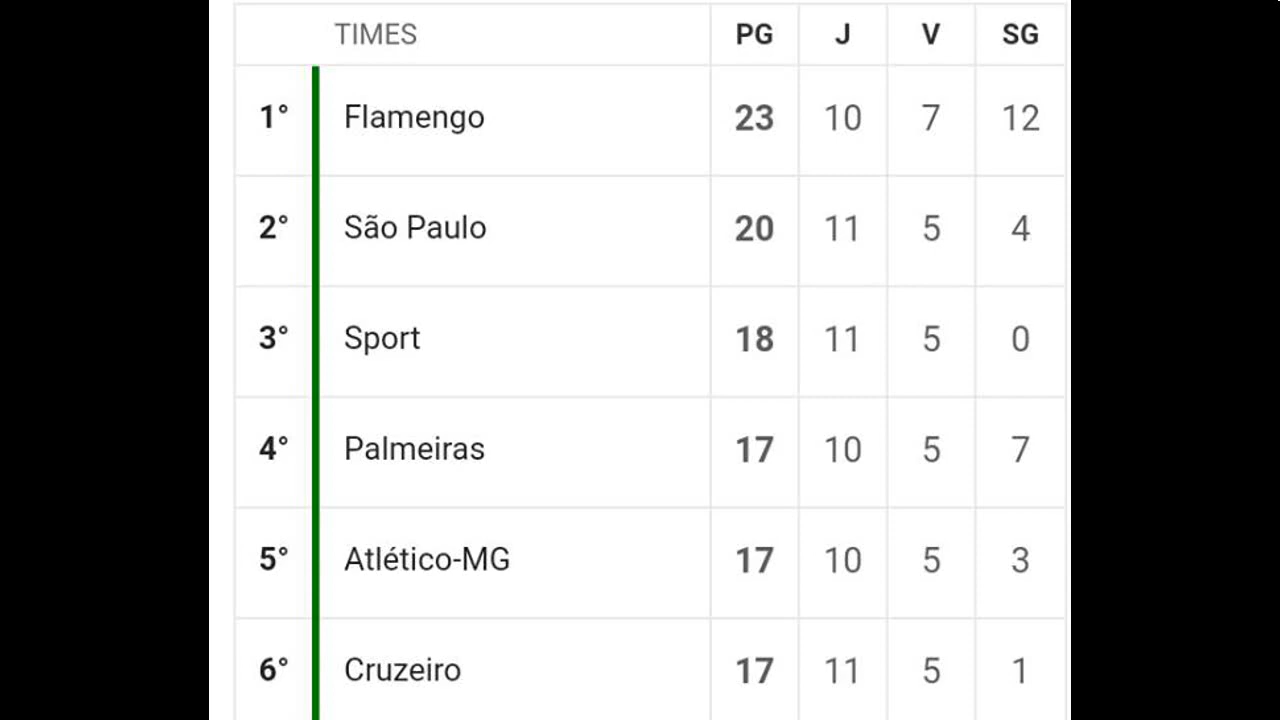 TIMES PG J V SG
1° Flamengo 23 10 7 12
2° São Paulo 20 11 5 4
3° Sport 18 11 5 0
4° Palmeiras 17 10 5 7
5° Atlético-MG 17 10 5 3
6° Cruzeiro 17 11 5 1